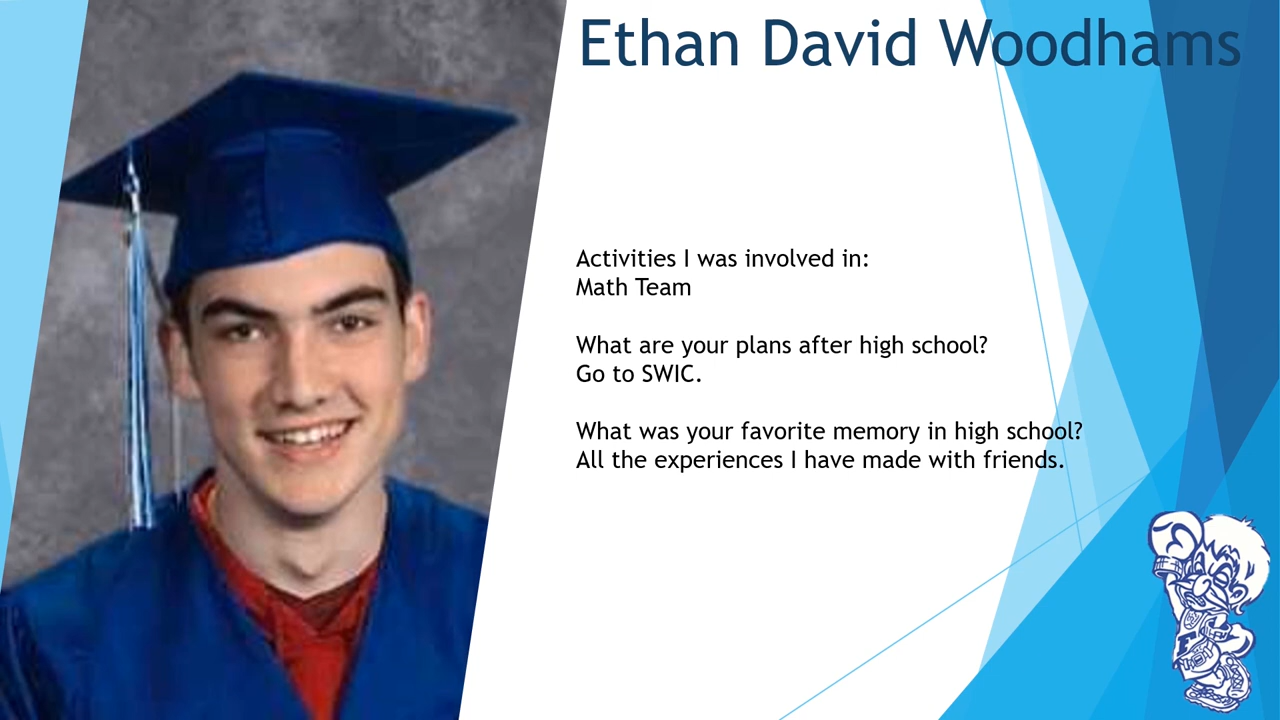 Ethan David Woodhams
Activities I was involved in:
Math Team
What are your plans after high school?
Go to SWIC.
What was your favorite memory in high school?
All the experiences I have made with friends.